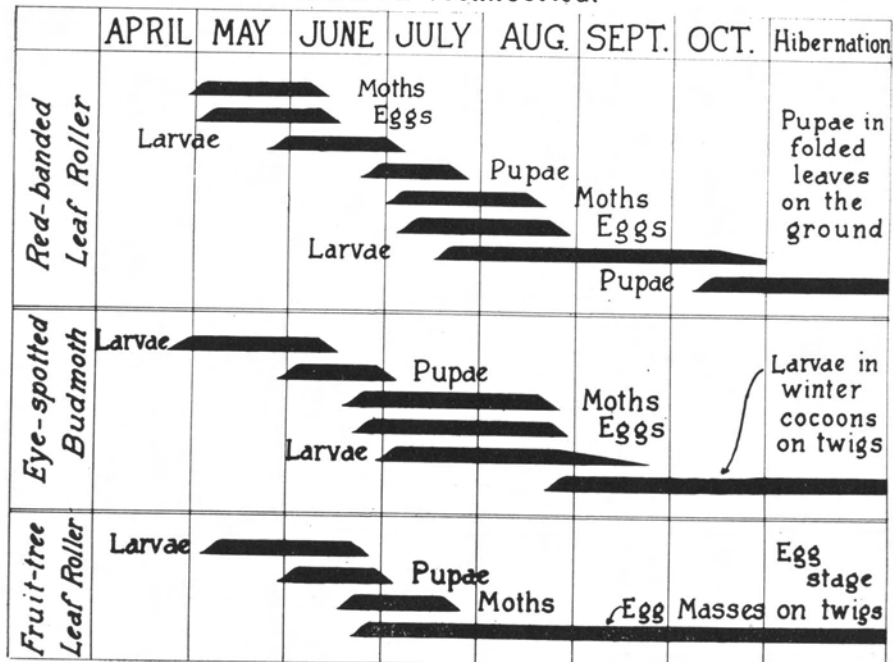 APRIL MAY JUNE JULY AUG. SEPT. OCT. Hibernation
Red-banded
Leaf Roller
Moths
Eggs
Larvae
Pupae
Moths
Eggs
Larvae
Pupae
Pupae in
folded
leaves
on the
ground
Eye-spotted
Budmoth
Larvae
Pupae
Moths
Eggs
Larvae
Larvae in
winter
cocoons
on twigs
Fruit-tree
Leaf Roller
Larvae
Pupae
Moths
Egg Masses
Egg
stage
on twigs